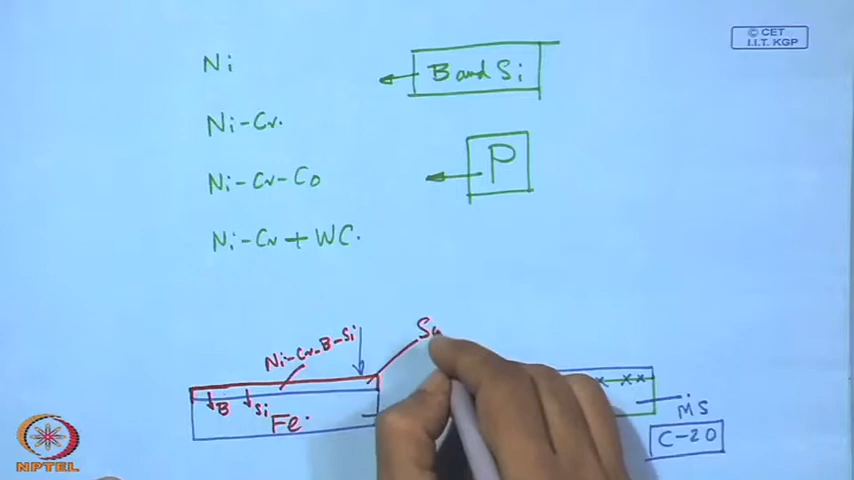 © CET
I.I.T. KGP
Ni
B and Si
Ni-Cr.
P
Ni-Cr-Co
Ni-Cr+WC.
Ni-Cr-B-Si
B
Si
Fe.
MS
C-20
NPTEL